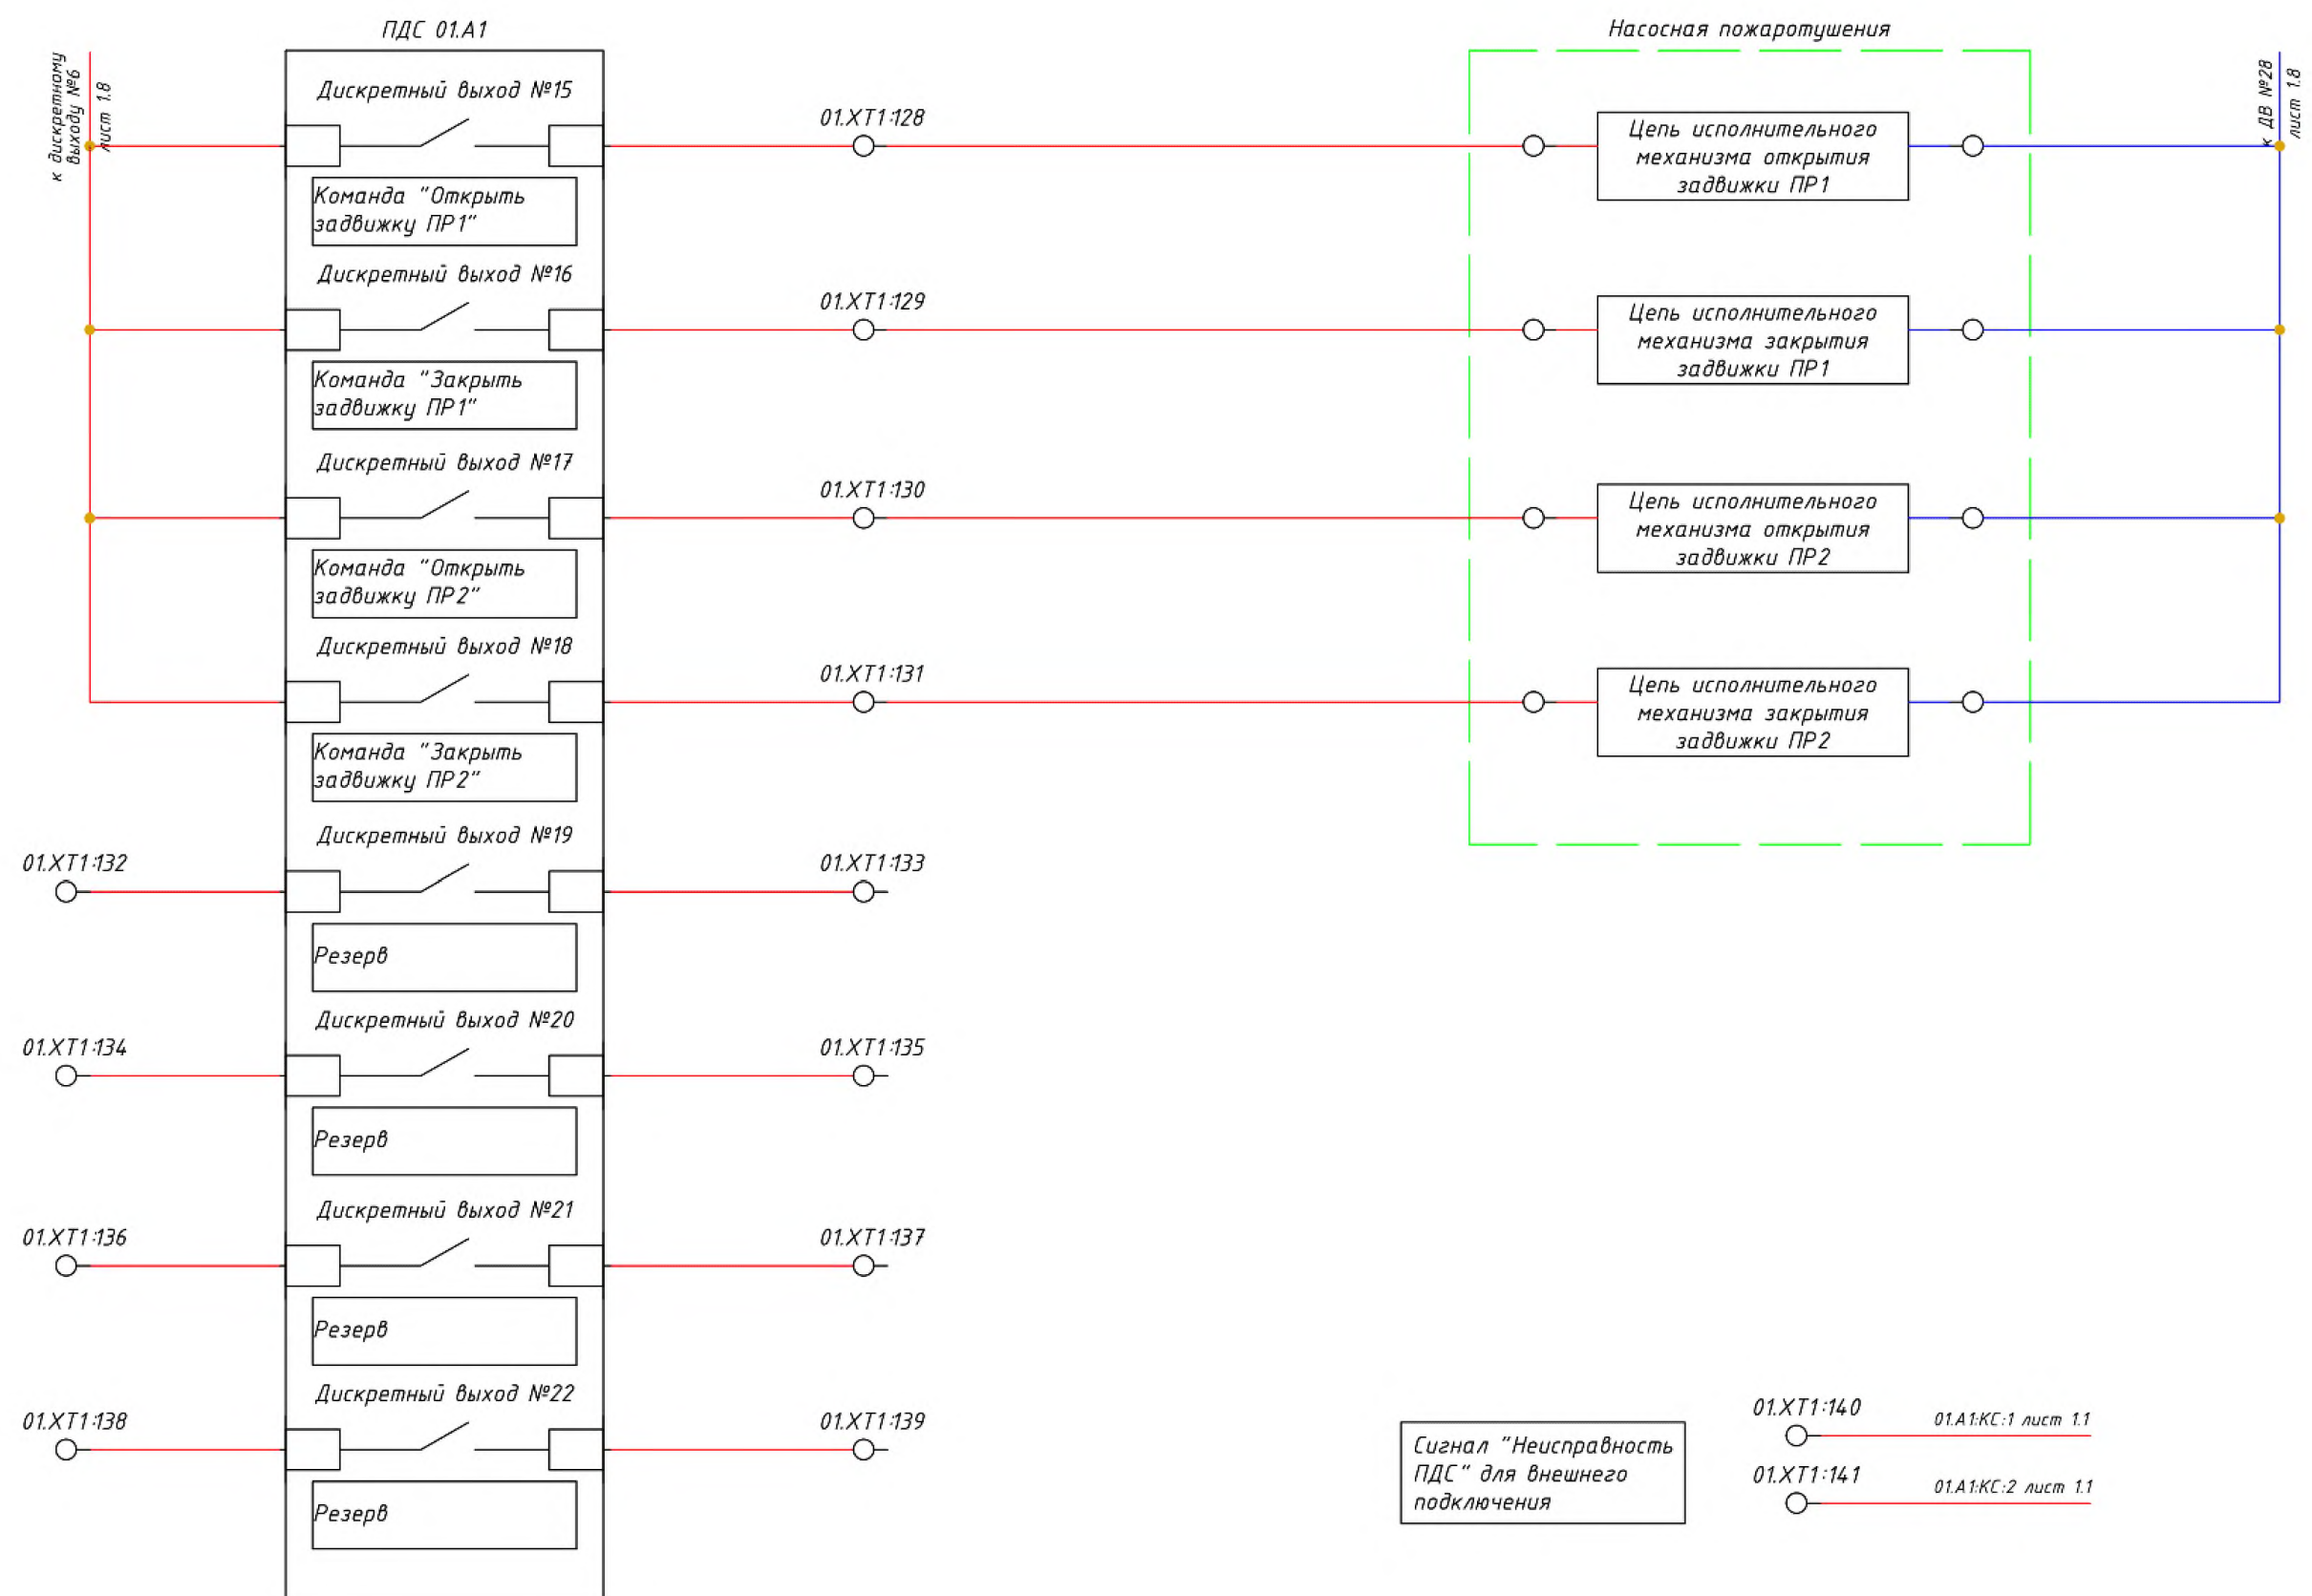 ПДС 01.А1
Насосная пожаротушения
к дискретному
выходу №6
лист 1.8
к ДВ №28
лист 1.8
Дискретный выход №15
01.XT1:128
Цепь исполнительного
механизма открытия
задвижки ПР1
Команда "Открыть
задвижку ПР1"
Дискретный выход №16
01.XT1:129
Цепь исполнительного
механизма закрытия
задвижки ПР1
Команда "Закрыть
задвижку ПР1"
Дискретный выход №17
01.XT1:130
Цепь исполнительного
механизма открытия
задвижки ПР2
Команда "Открыть
задвижку ПР2"
Дискретный выход №18
01.XT1:131
Цепь исполнительного
механизма закрытия
задвижки ПР2
Команда "Закрыть
задвижку ПР2"
Дискретный выход №19
01.XT1:132
01.XT1:133
Резерв
Дискретный выход №20
01.XT1:134
01.XT1:135
Резерв
Дискретный выход №21
01.XT1:136
01.XT1:137
Резерв
Дискретный выход №22
01.XT1:138
01.XT1:139
Резерв
Сигнал "Неисправность
ПДС" для внешнего
подключения
01.XT1:140
01.А1:КС:1 лист 1.1
01.XT1:141
01.А1:КС:2 лист 1.1